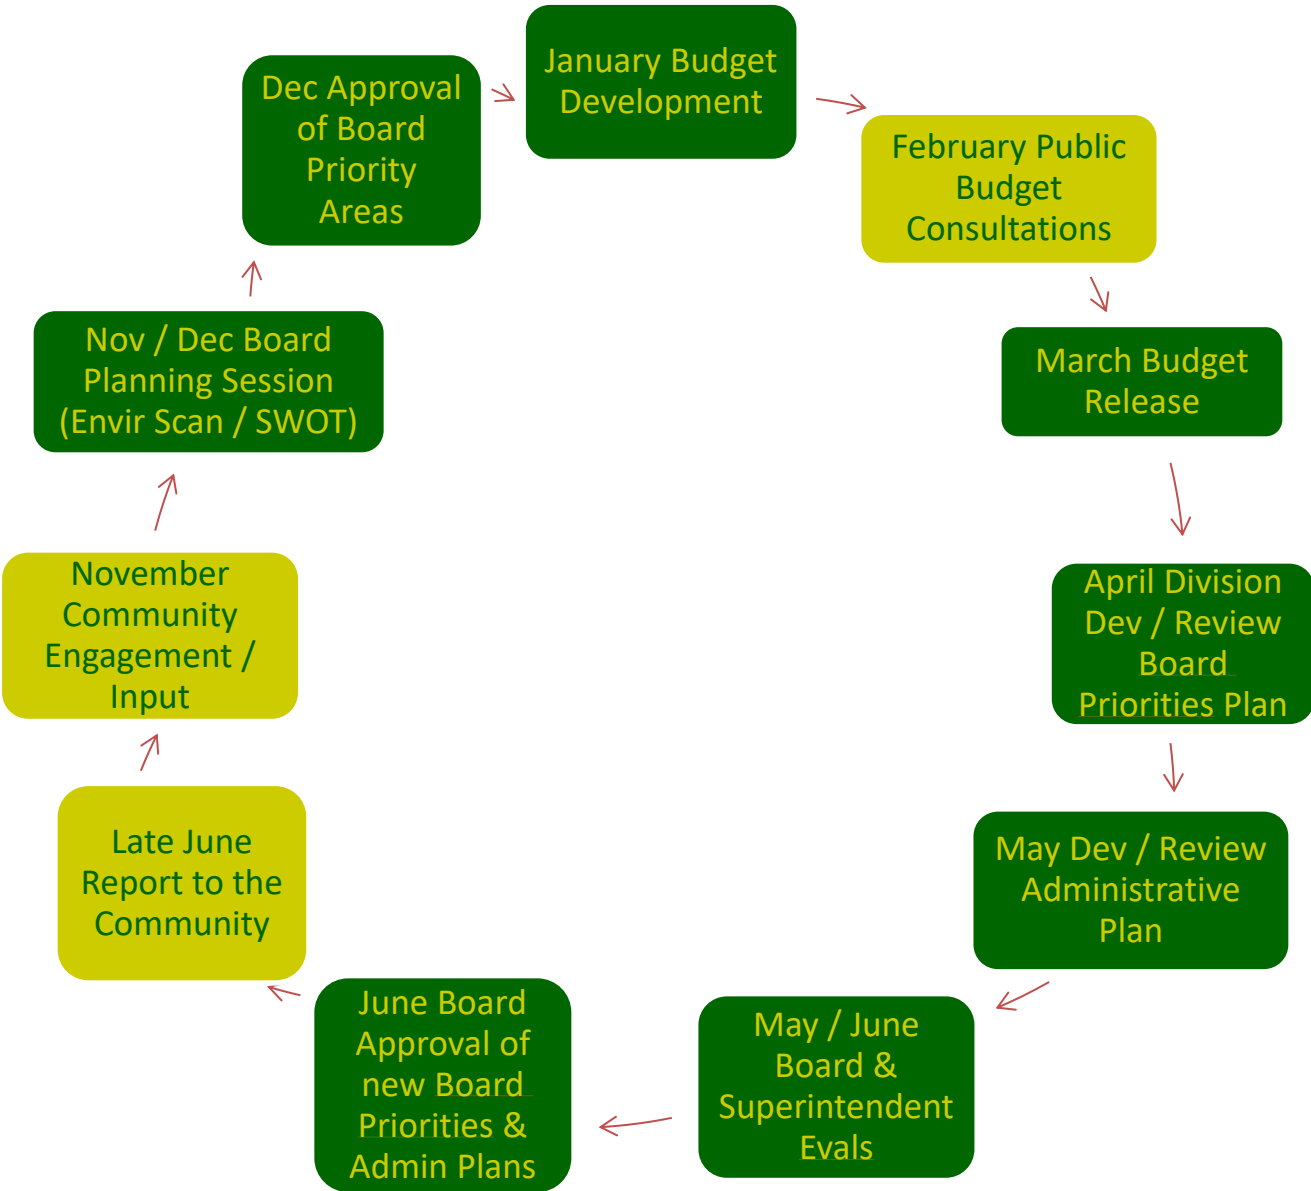 January Budget
Development
February Public
Budget
Consultations
March Budget
Release
April Division
Dev / Review
Board
Priorities Plan
May Dev / Review
Administrative
Plan
May / June
Board &
Superintendent
Evals
June Board
Approval of
new Board
Priorities &
Admin Plans
Late June
Report to the
Community
November
Community
Engagement /
Input
Nov / Dec Board
Planning Session
(Envir Scan / SWOT)
Dec Approval
of Board
Priority
Areas